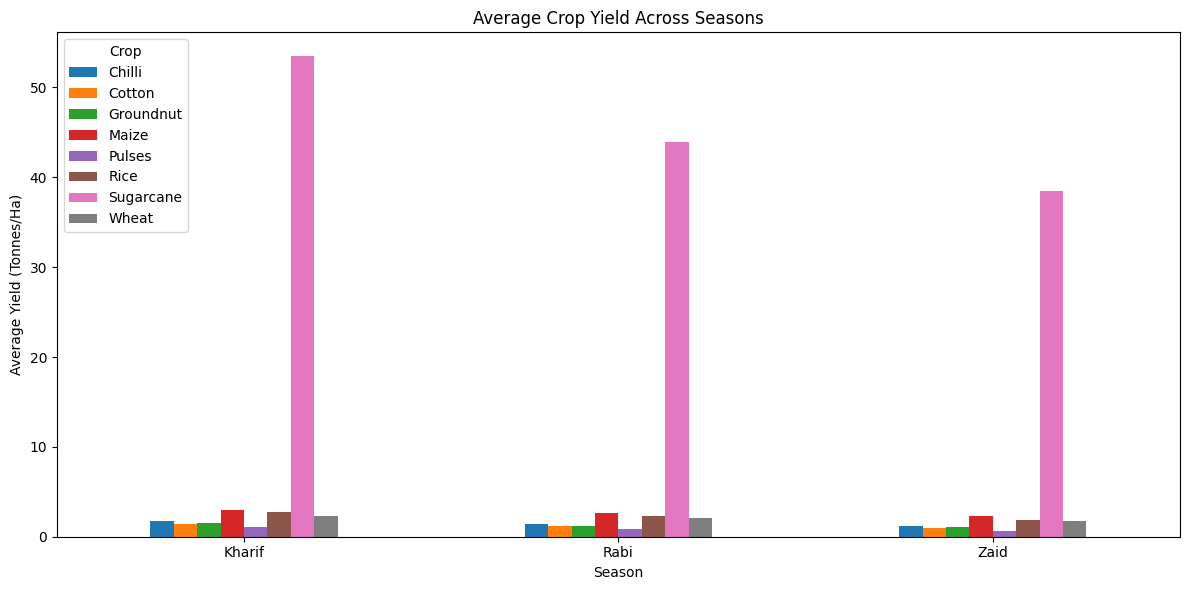 Average Crop Yield Across Seasons
Crop
Chilli
Cotton
Groundnut
Maize
Pulses
Rice
Sugarcane
Wheat
Average Yield (Tonnes/Ha)
50
40
30
20
10
0
Kharif
Rabi
Zaid
Season